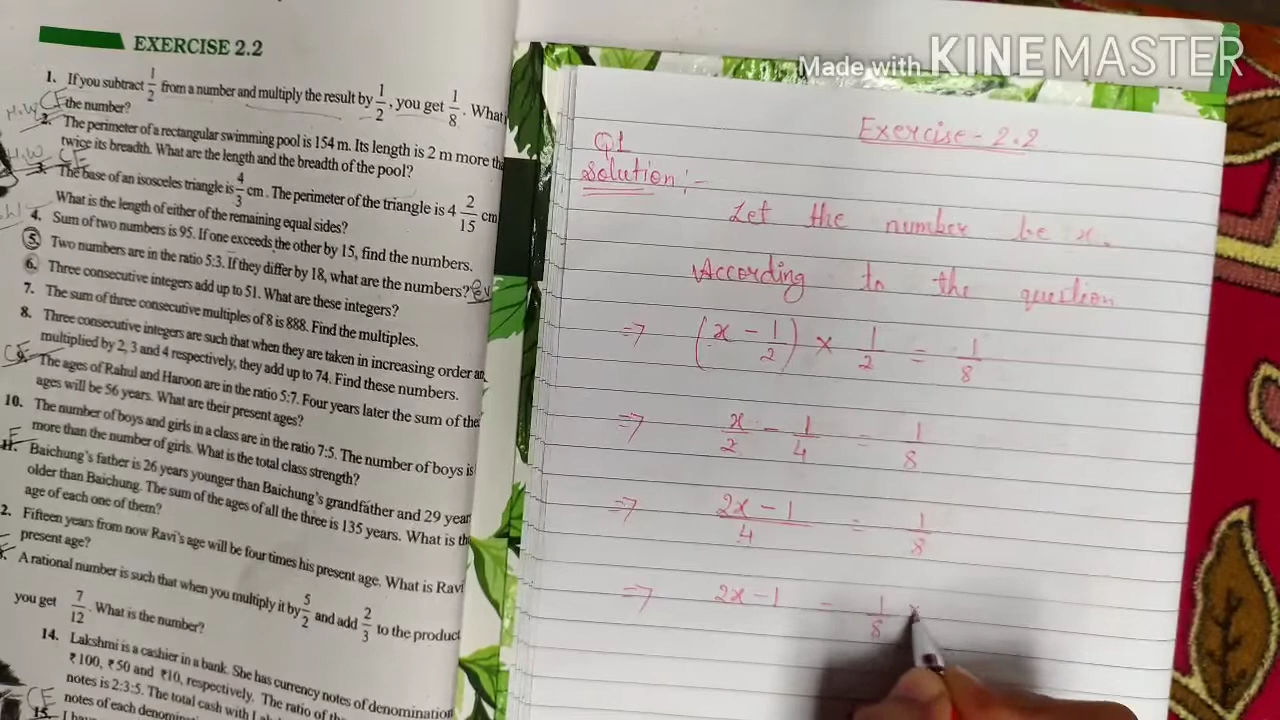 Made with KINEMASTER
EXERCISE 2.2
1. If you subtract 1/2 from a number and multiply the result by 1/2, you get 1/8. What
the number?
2. The perimeter of a rectangular swimming pool is 154 m. Its length is 2 m more
twice its breadth. What are the length and the breadth of the pool?
3. The base of an isosceles triangle is 4/3 cm. The perimeter of the triangle is 4 2/15 cm
What is the length of either of the remaining equal sides?
4. Sum of two numbers is 95. If one exceeds the other by 15, find the numbers.
5. Two numbers are in the ratio 5:3. If they differ by 18, what are the numbers?
6. Three consecutive integers add up to 51. What are these integers?
7. The sum of three consecutive multiples of 8 is 888. Find the multiples.
8. Three consecutive integers are such that when they are taken in increasing order
multiplied by 2, 3 and 4 respectively, they add up to 74. Find these numbers.
9. The ages of Rahul and Haroon are in the ratio 5:7. Four years later the sum of
ages will be 56 years. What are their present ages?
10. The number of boys and girls in a class are in the ratio 7:5. The number of boys is
more than the number of girls. What is the total class strength?
11. Baichung's father is 26 years younger than Baichung's grandfather and 29
older than Baichung. The sum of the ages of all the three is 135 years. What is
age of each one of them?
2. Fifteen years from now Ravi's age will be four times his present age. What is Ravi
present age?
A rational number is such that when you multiply it by 5/2 and add 2/3 to the product
you get 7/12. What is the number?
14. Lakshmi is a cashier in a bank. She has currency notes of denomination
₹100, ₹50 and ₹10, respectively. The ratio of
notes is 2:3:5. The total cash with
notes of each
15.
Exercise - 2.2
Q1
Solution :-
Let the number be x.
According to the question
⇒ (x - 1/2) × 1/2 = 1/8
⇒ x/2 - 1/4 = 1/8
⇒ 2x - 1/4 = 1/8
⇒ 2x - 1 = 1/8 ×